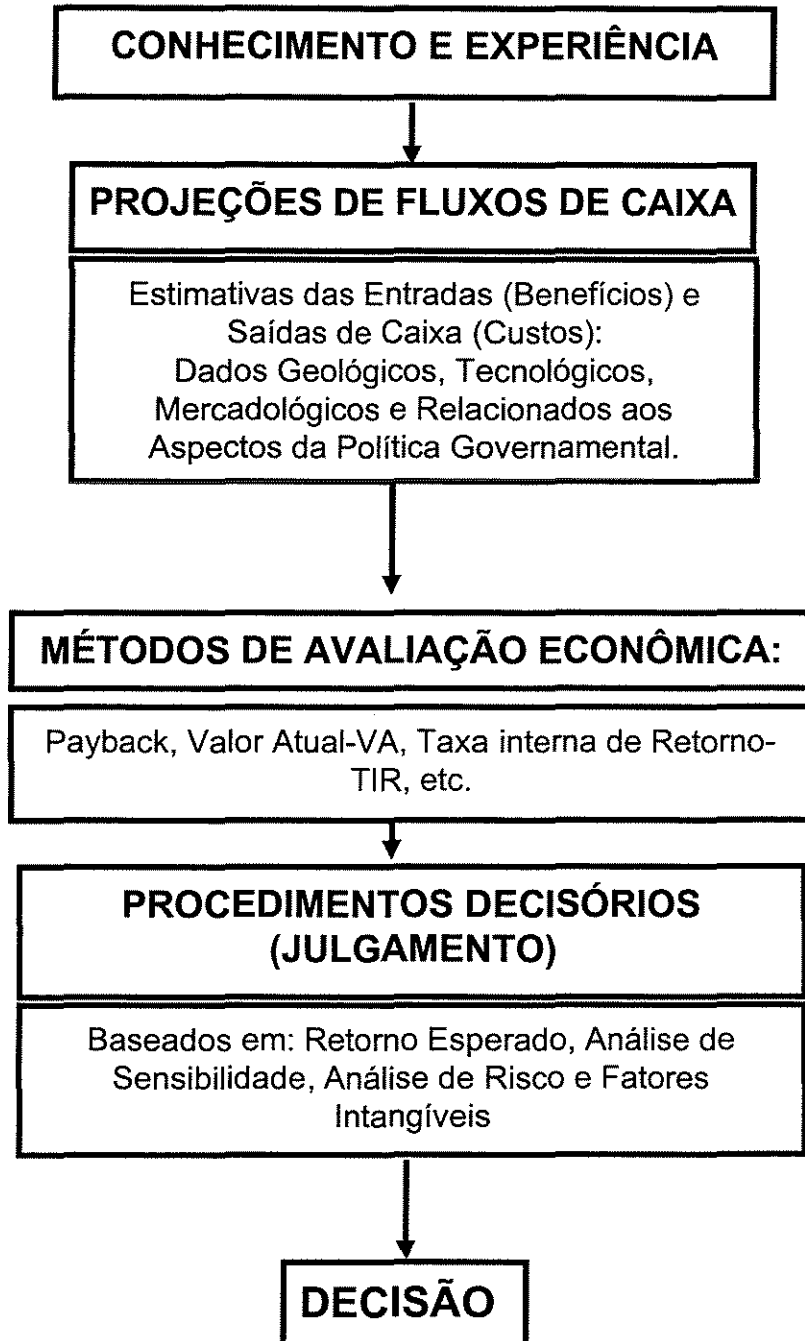 CONHECIMENTO E EXPERIÊNCIA
PROJEÇÕES DE FLUXOS DE CAIXA
Estimativas das Entradas (Benefícios) e
Saídas de Caixa (Custos):
Dados Geológicos, Tecnológicos,
Mercadológicos e Relacionados aos
Aspectos da Política Governamental.
MÉTODOS DE AVALIAÇÃO ECONÔMICA:
Payback, Valor Atual-VA, Taxa interna de Retorno-
TIR, etc.
PROCEDIMENTOS DECISÓRIOS
(JULGAMENTO)
Baseados em: Retorno Esperado, Análise de
Sensibilidade, Análise de Risco e Fatores
Intangíveis
DECISÃO